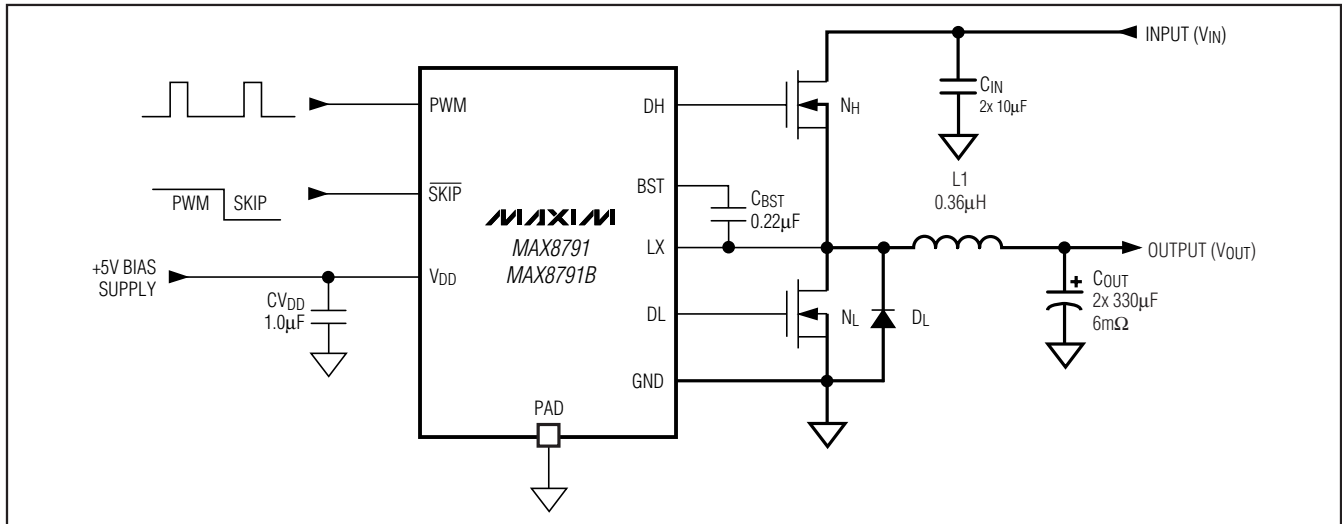 INPUT (VIN)
CIN
2x 10µF
PWM
DH
NH
BST
L1
0.36µH
SKIP
PWM SKIP
CBST
0.22µF
MAXIM
MAX8791
MAX8791B
LX
OUTPUT (VOUT)
+5V BIAS
SUPPLY
VDD
CVDD
1.0µF
DL
NL
DL
+
COUT
2x 330µF
6mΩ
GND
PAD